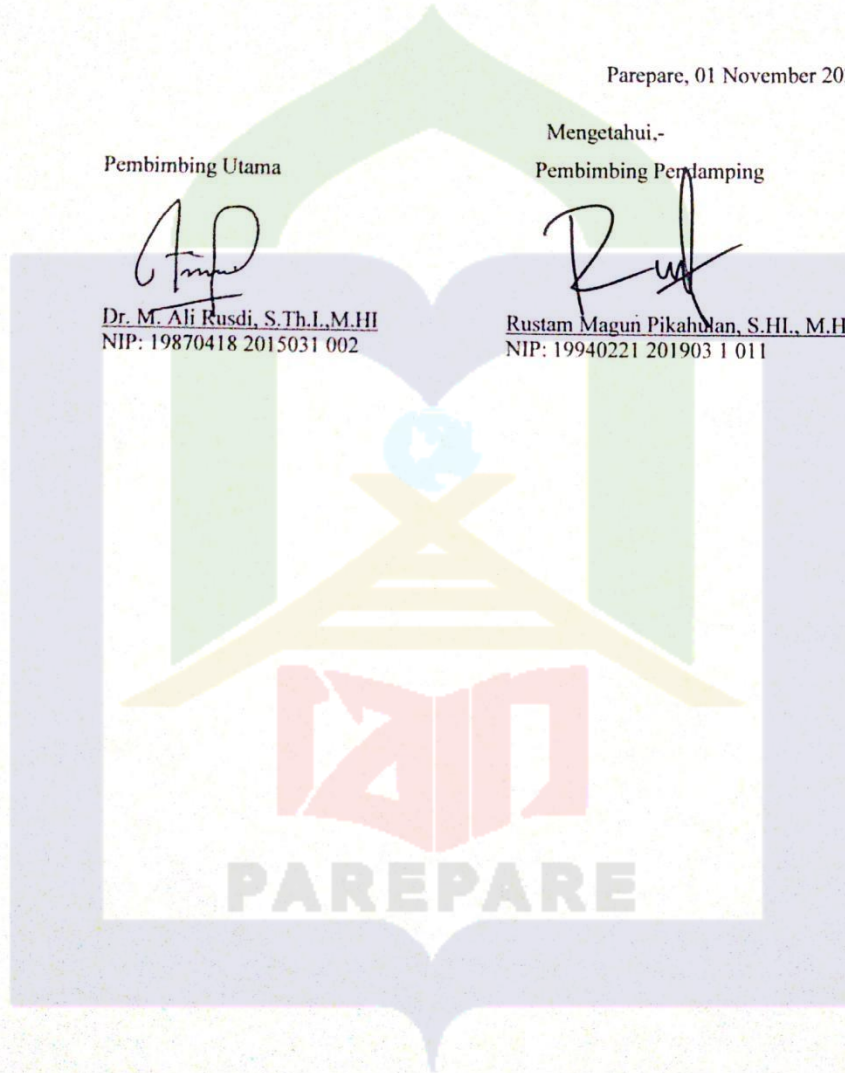 Parepare, 01 November 20
Mengetahui,-
Pembimbing Utama
Pembimbing Pendamping
Dr. M. Ali Rusdi, S.Th.I.,M.HI
NIP: 19870418 2015031 002
Rustam Magun Pikahulan, S.HI., M.H
NIP: 19940221 201903 1 011
iain
PAREPARE